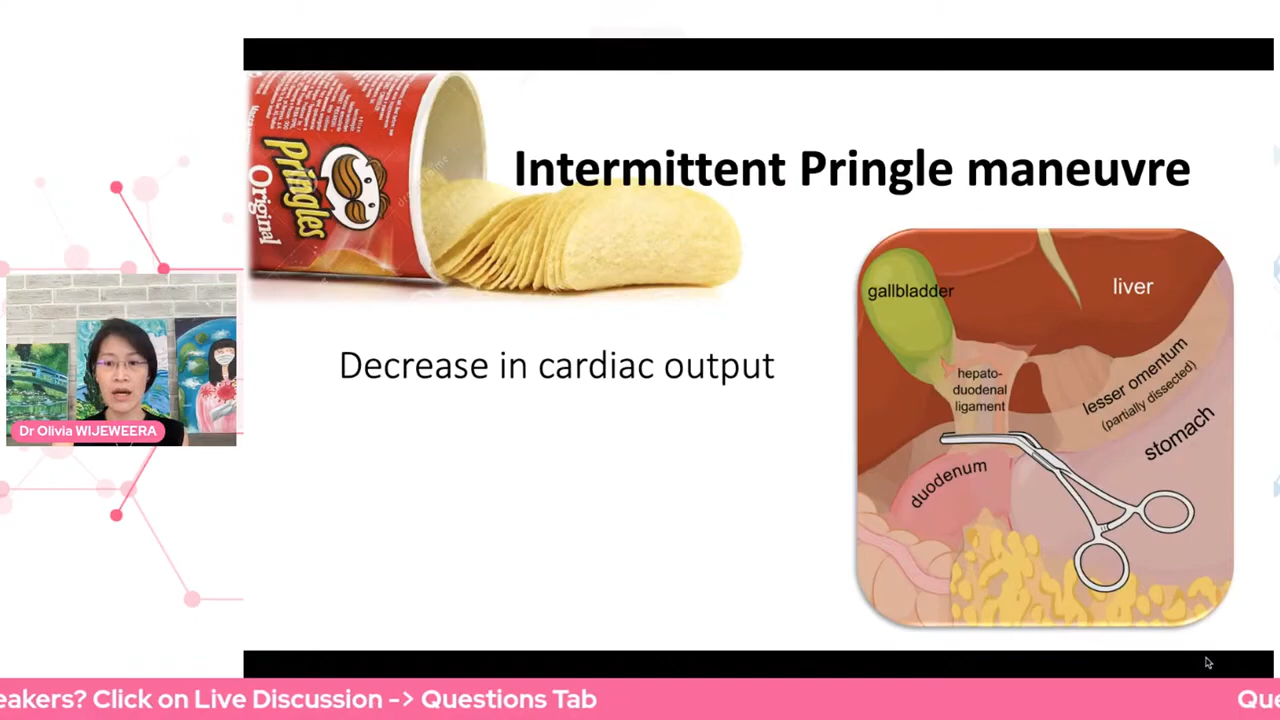 Pringles
Original
Intermittent Pringle maneuvre
Decrease in cardiac output
gallbladder
liver
hepato-
duodenal
ligament
lesser omentum
(partially dissected)
stomach
duodenum
Dr Olivia WIJEWEERA
eakers? Click on Live Discussion -> Questions Tab
Que